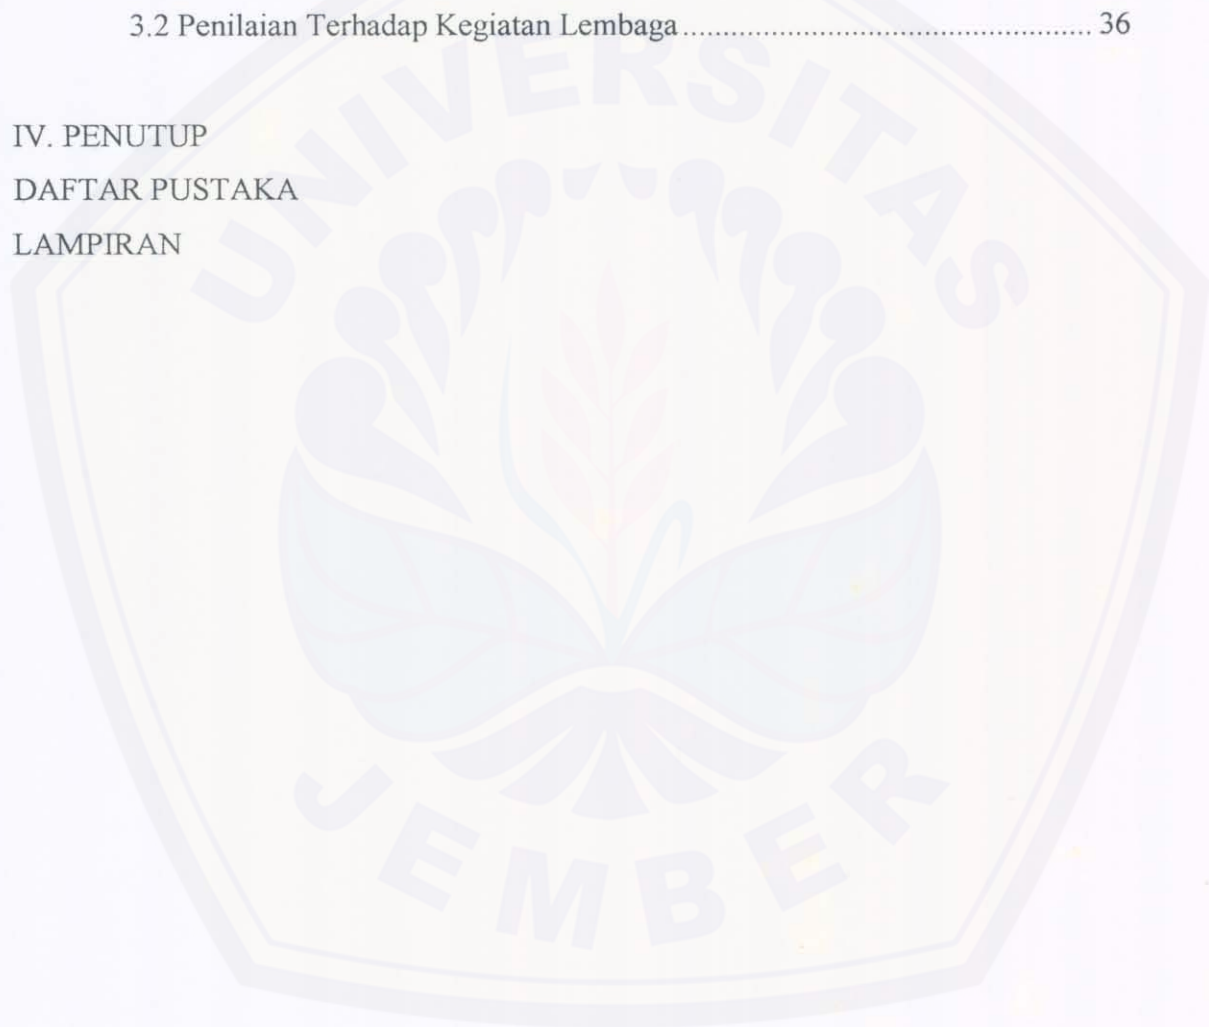 3.2 Penilaian Terhadap Kegiatan Lembaga .................................................... 36
IV. PENUTUP
DAFTAR PUSTAKA
LAMPIRAN
UNIVERSITAS
JEMBER